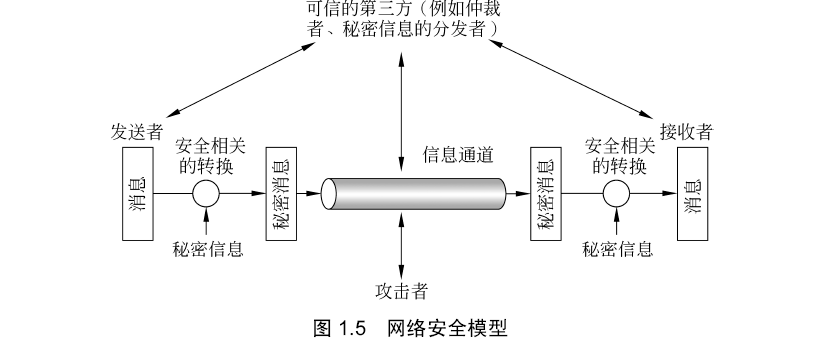 可信的第三方（例如仲裁
者、秘密信息的分发者）
发送者
接收者
安全相关
的转换
信息通道
安全相关
的转换
消息
秘密消息
秘密消息
消息
秘密信息
秘密信息
攻击者
图 1.5 网络安全模型